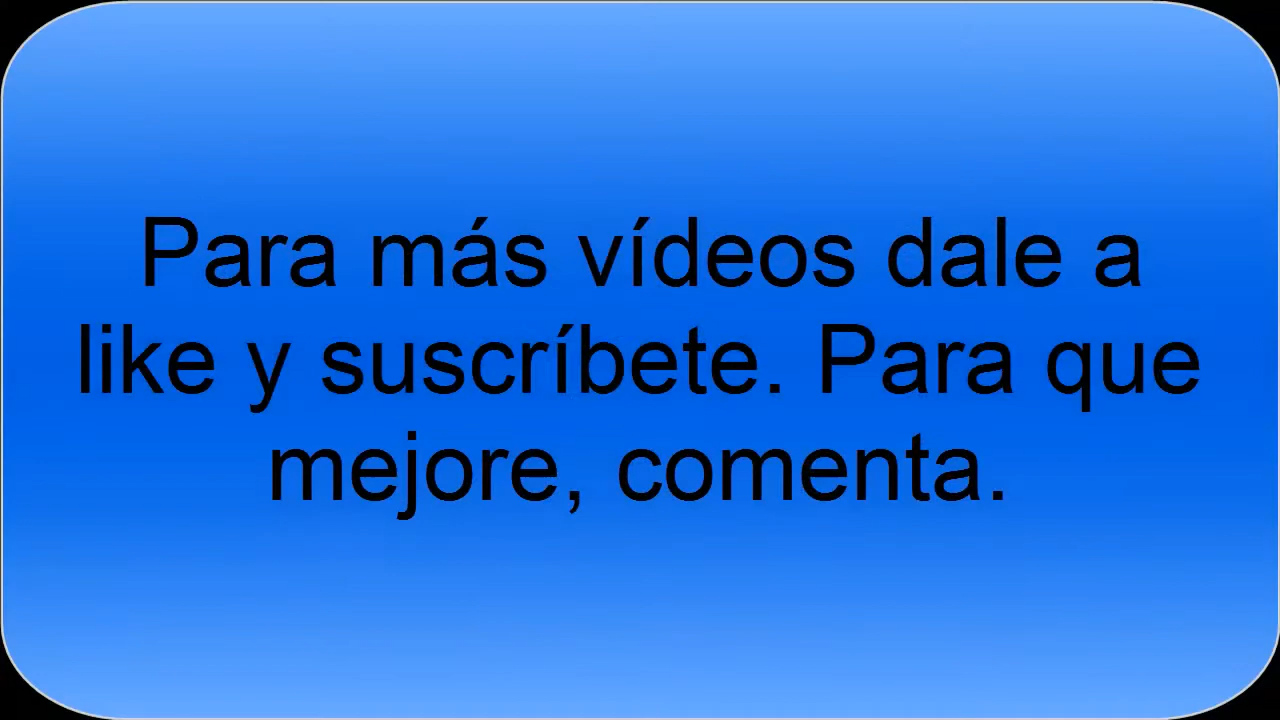 Para más vídeos dale a
like y suscríbete. Para que
mejore, comenta.